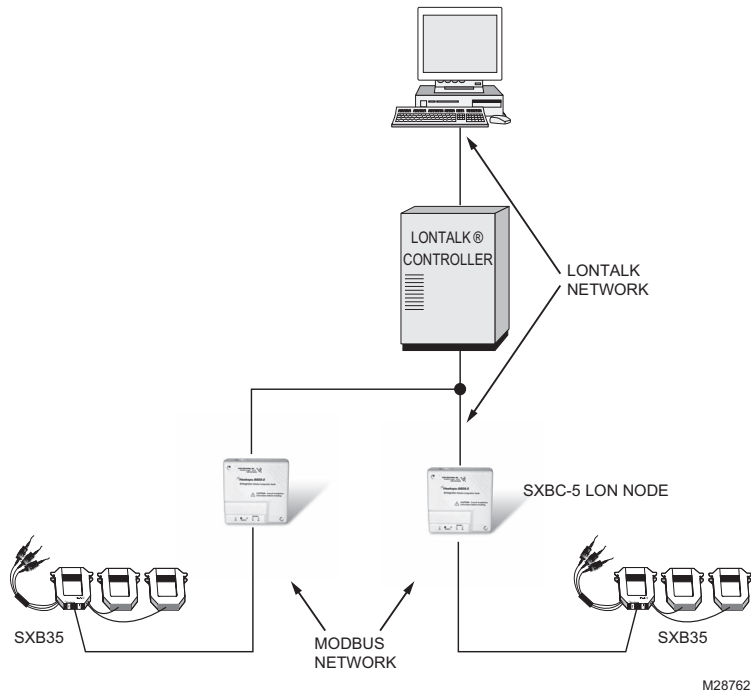 LONTALK ®
CONTROLLER
LONTALK
NETWORK
SXBC-5 LON NODE
SXB35
MODBUS
NETWORK
SXB35
M28762